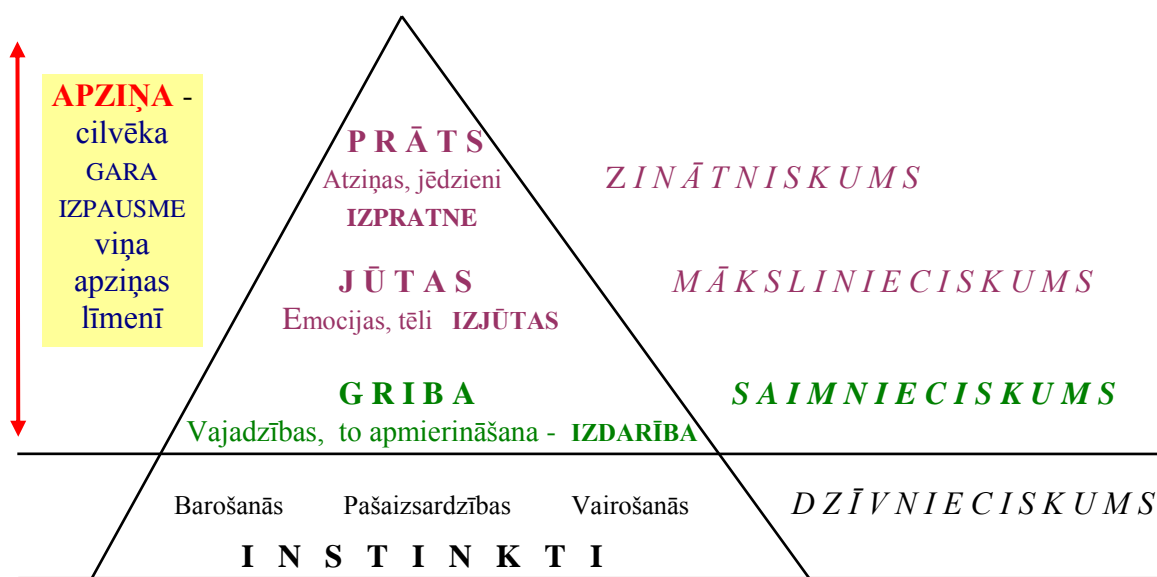 APZIŅA -
cilvēka
GARA
IZPAUSME
viņa
apziņas
līmenī
P R Ā T S
Atziņas, jēdzieni
IZPRATNE
Z I N Ā T N I S K U M S
J Ū T A S
Emocijas, tēli IZJŪTAS
M Ā K S L I N I E C I S K U M S
G R I B A
Vajadzības, to apmierināšana - IZDARĪBA
S A I M N I E C I S K U M S
Barošanās Pašaizsardzības Vairošanās
D Z Ī V N I E C I S K U M S
I N S T I N K T I